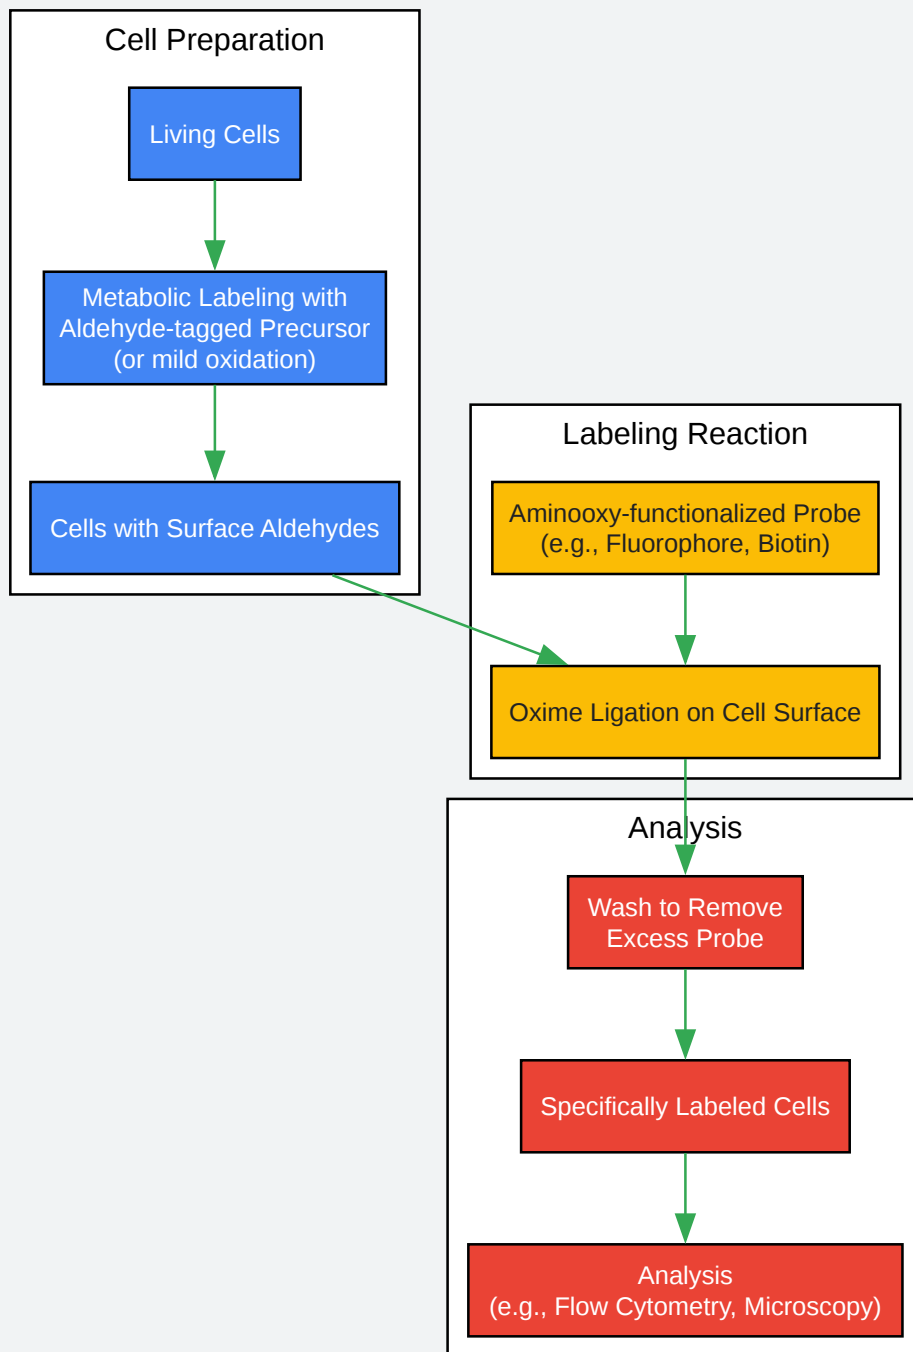 Cell Preparation
Living Cells
Metabolic Labeling with
Aldehyde-tagged Precursor
(or mild oxidation)
Cells with Surface Aldehydes
Labeling Reaction
Aminooxy-functionalized Probe
(e.g., Fluorophore, Biotin)
Oxime Ligation on Cell Surface
Analysis
Wash to Remove
Excess Probe
Specifically Labeled Cells
Analysis
(e.g., Flow Cytometry, Microscopy)